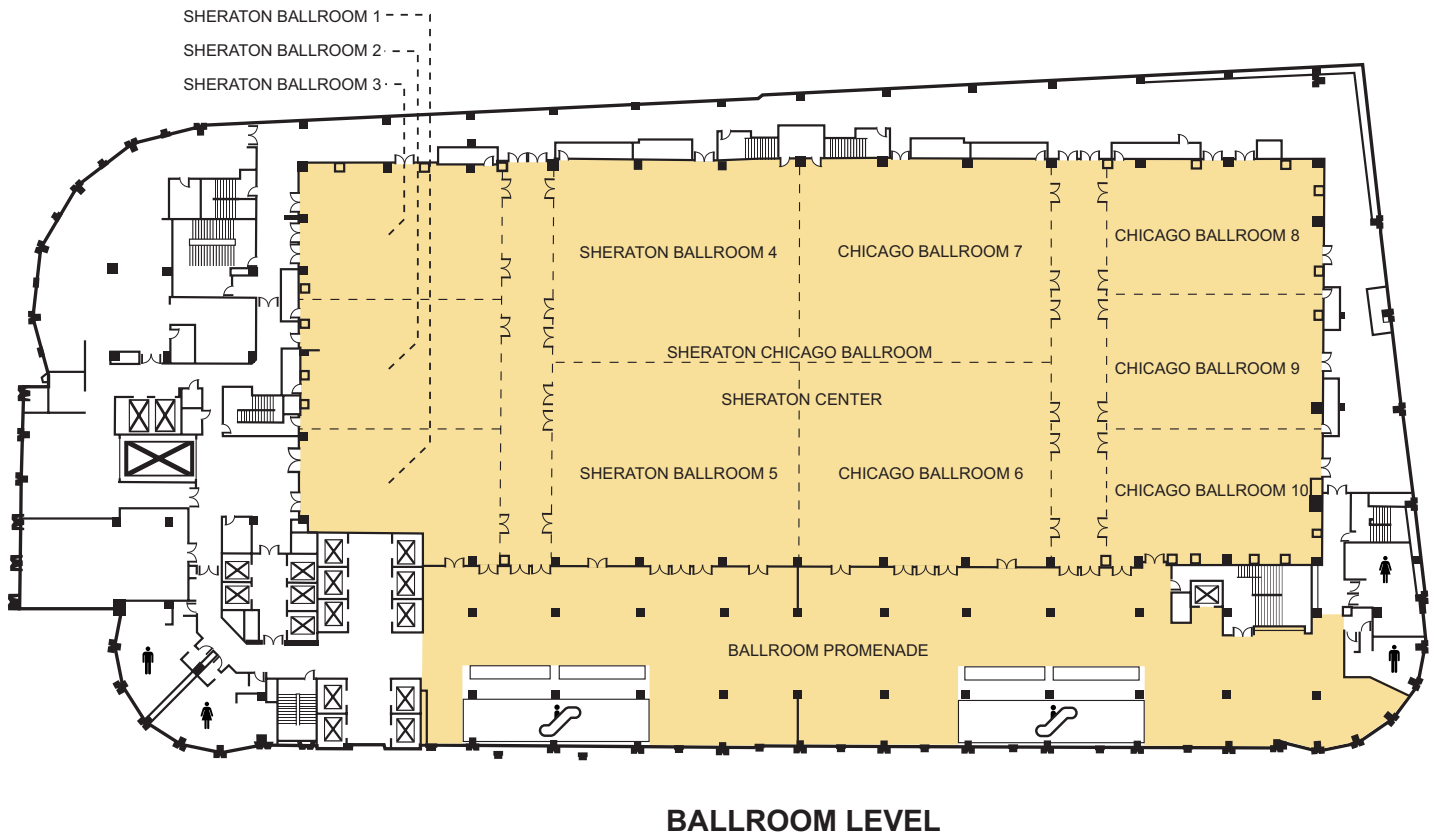 SHERATON BALLROOM 1
SHERATON BALLROOM 2
SHERATON BALLROOM 3
SHERATON BALLROOM 4
CHICAGO BALLROOM 7
CHICAGO BALLROOM 8
SHERATON CHICAGO BALLROOM
CHICAGO BALLROOM 9
SHERATON CENTER
SHERATON BALLROOM 5
CHICAGO BALLROOM 6
CHICAGO BALLROOM 10
BALLROOM PROMENADE
BALLROOM LEVEL